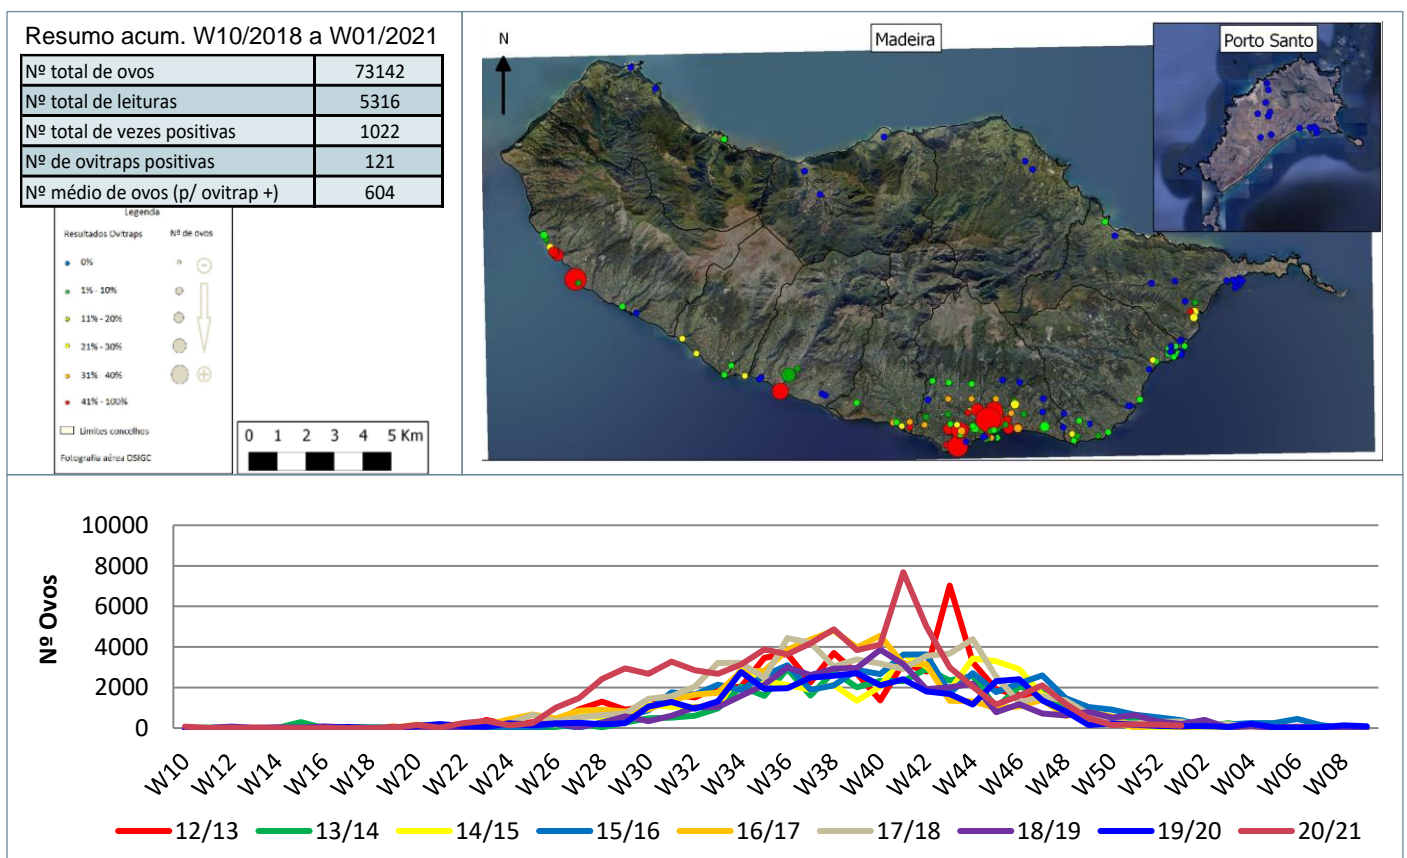 Resumo acum. W10/2018 a W01/2021
Nº total de ovos 73142
Nº total de leituras 5316
Nº total de vezes positivas 1022
Nº de ovitraps positivas 121
Nº médio de ovos (p/ ovitrap +) 604
Legenda
Resultados Ovitraps Nº de ovos
0%
1% - 10%
11% - 20%
21% - 30%
31% - 40%
41% - 100%
Limites concelhos
Fotografia aérea DSIGC
0 1 2 3 4 5 Km
N
Madeira
Porto Santo
Nº Ovos
10000
8000
6000
4000
2000
0
W10 W12 W14 W16 W18 W20 W22 W24 W26 W28 W30 W32 W34 W36 W38 W40 W42 W44 W46 W48 W50 W52 W02 W04 W06 W08
12/13 13/14 14/15 15/16 16/17 17/18 18/19 19/20 20/21